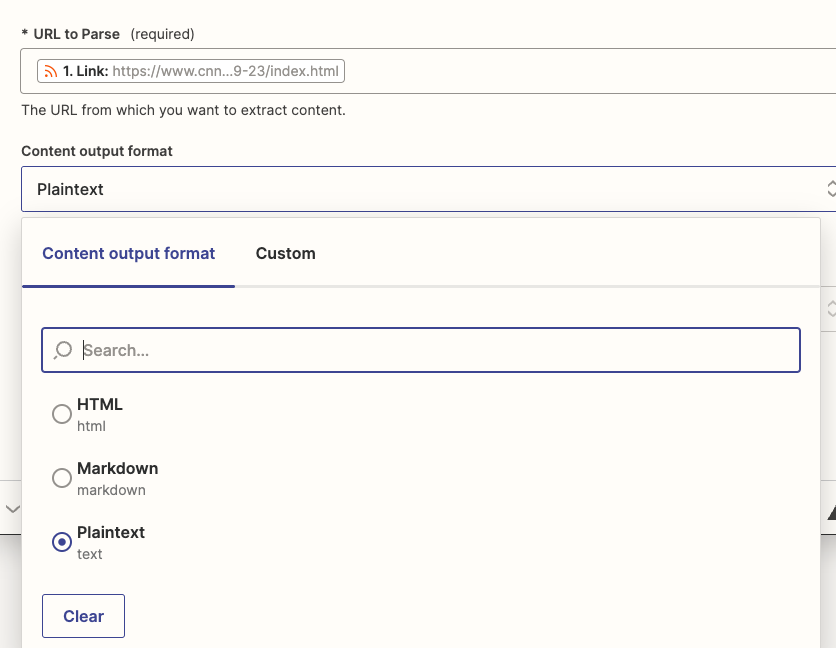 * URL to Parse (required)
1. Link: https://www.cnn...9-23/index.html
The URL from which you want to extract content.
Content output format
Plaintext
Content output format Custom
Search...
HTML
html
Markdown
markdown
Plaintext
text
Clear